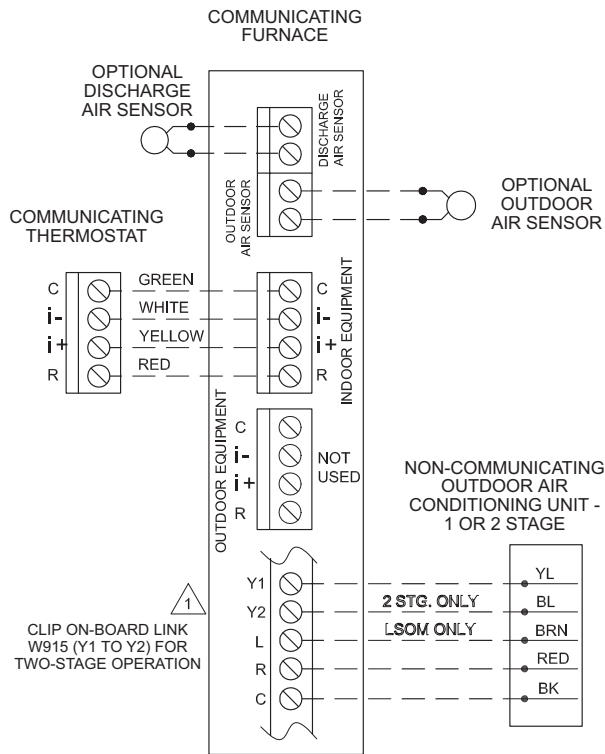 COMMUNICATING
FURNACE
OPTIONAL
DISCHARGE
AIR SENSOR
DISCHARGE
AIR SENSOR
OUTDOOR
AIR SENSOR
OPTIONAL
OUTDOOR
AIR SENSOR
COMMUNICATING
THERMOSTAT
C GREEN C
i- WHITE i-
i+ YELLOW i+
R RED R
INDOOR EQUIPMENT
OUTDOOR EQUIPMENT
C
i-
i+
R
NOT
USED
NON-COMMUNICATING
OUTDOOR AIR
CONDITIONING UNIT -
1 OR 2 STAGE
1
CLIP ON-BOARD LINK
W915 (Y1 TO Y2) FOR
TWO-STAGE OPERATION
Y1 YL
Y2 2 STG. ONLY BL
L LSOM ONLY BRN
R RED
C BK